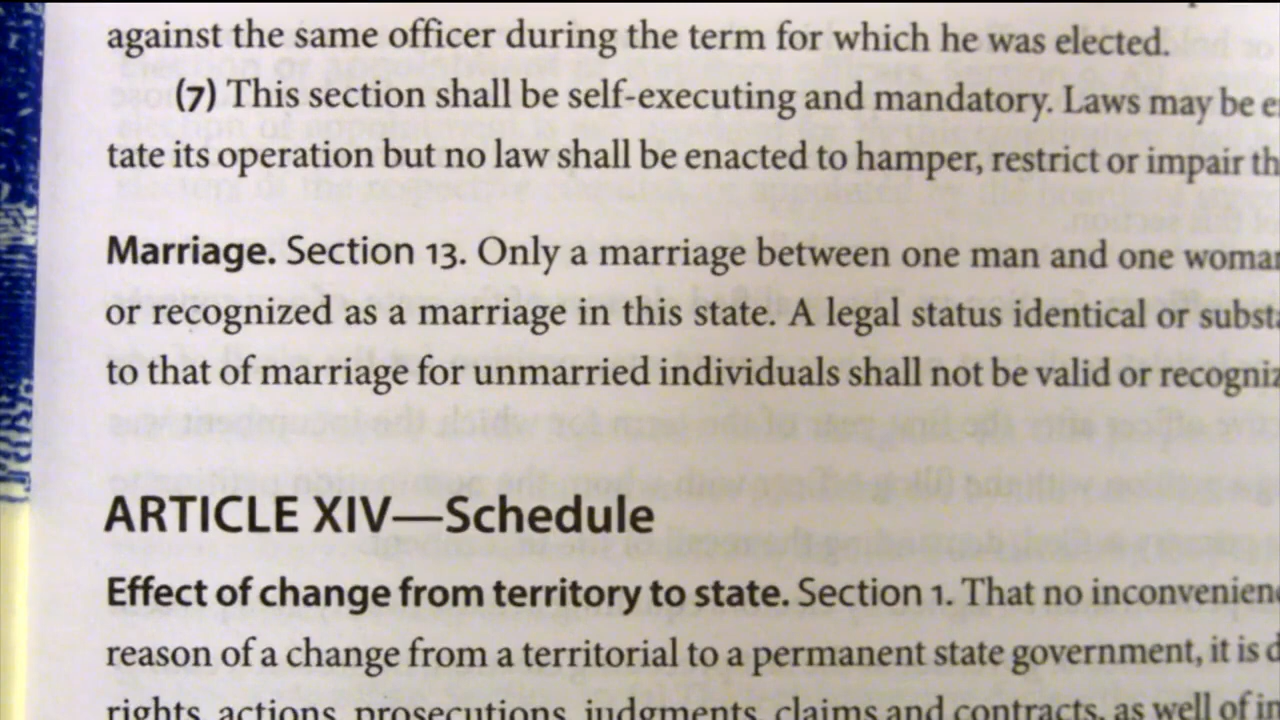 against the same officer during the term for which he was elected.
(7) This section shall be self-executing and mandatory. Laws may be e
tate its operation but no law shall be enacted to hamper, restrict or impair th
Marriage. Section 13. Only a marriage between one man and one woman
or recognized as a marriage in this state. A legal status identical or substa
to that of marriage for unmarried individuals shall not be valid or recogniz
ARTICLE XIV—Schedule
Effect of change from territory to state. Section 1. That no inconvenienc
reason of a change from a territorial to a permanent state government, it is d
rights, actions, prosecutions, judgments, claims and contracts, as well of in